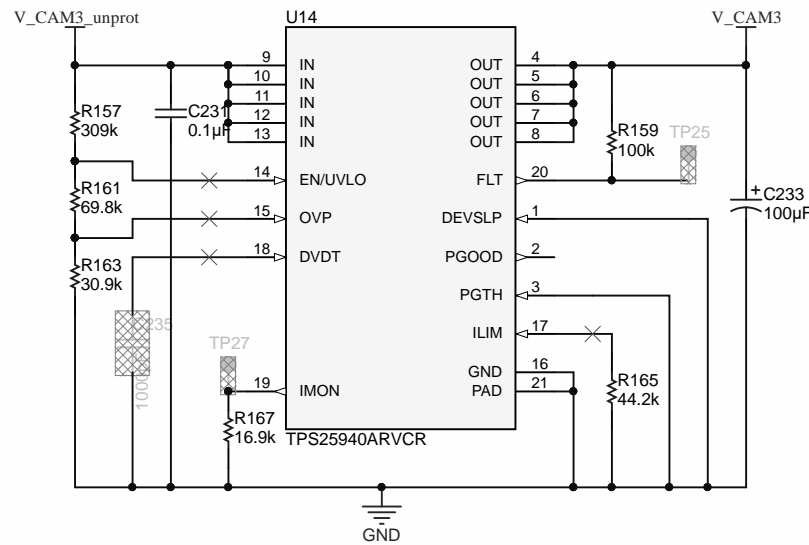 U14
V_CAM3_unprot
V_CAM3
9 IN OUT 4
10 IN OUT 5
11 IN OUT 6
12 IN OUT 7
13 IN OUT 8
R157
309k
C231
0.1µF
R159
100k
TP25
14 EN/UVLO FLT 20
R161
69.8k
C233
100µF
15 OVP DEVSLP 1
18 DVDT PGOOD 2
R163
30.9k
PGTH 3
ILIM 17
TP27
GND 16
19 IMON PAD 21
R165
44.2k
R167
16.9k
TPS25940ARVCR
GND